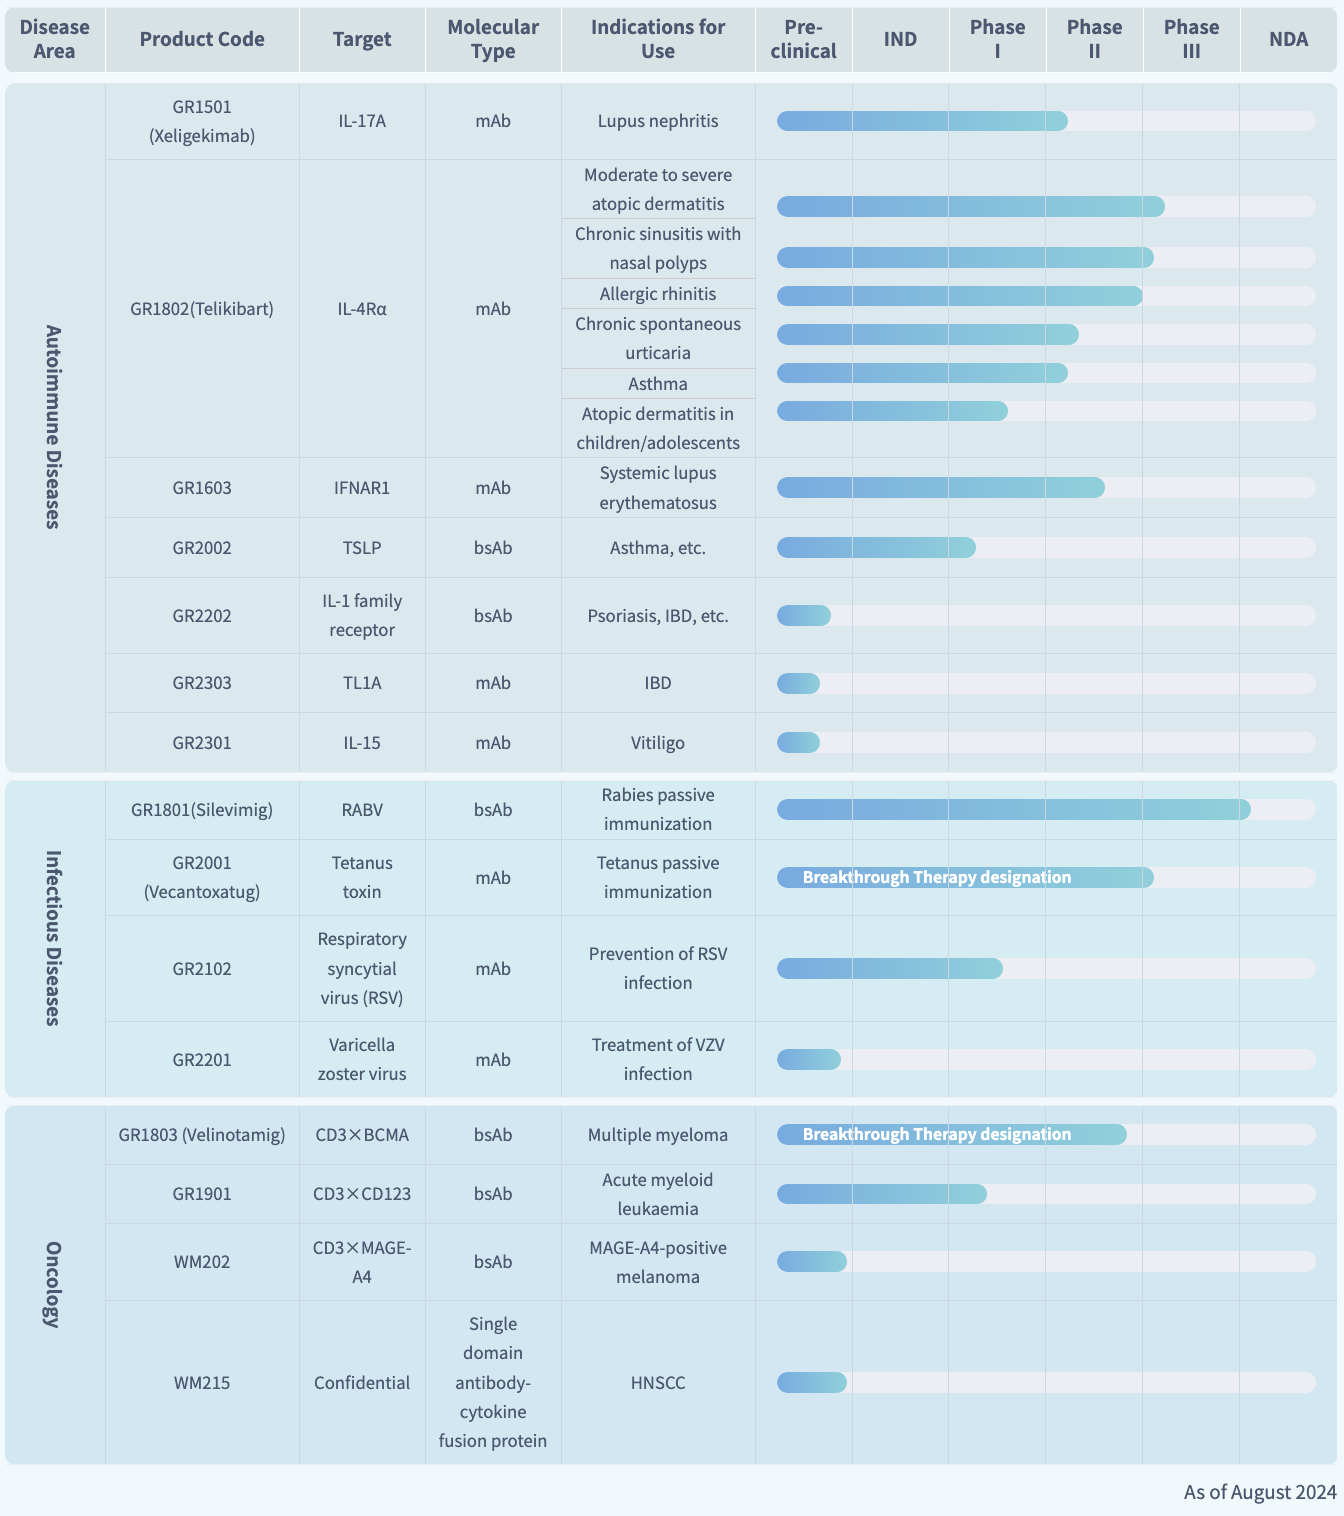 Disease
Area
Product Code
Target
Molecular
Type
Indications for
Use
Pre-
clinical
IND
Phase
I
Phase
II
Phase
III
NDA
Autoimmune Diseases
GR1501
(Xeligekimab)
IL-17A
mAb
Lupus nephritis
GR1802(Telikibart)
IL-4Rα
mAb
Moderate to severe
atopic dermatitis
Chronic sinusitis with
nasal polyps
Allergic rhinitis
Chronic spontaneous
urticaria
Asthma
Atopic dermatitis in
children/adolescents
GR1603
IFNAR1
mAb
Systemic lupus
erythematosus
GR2002
TSLP
bsAb
Asthma, etc.
GR2202
IL-1 family
receptor
bsAb
Psoriasis, IBD, etc.
GR2303
TL1A
mAb
IBD
GR2301
IL-15
mAb
Vitiligo
Infectious Diseases
GR1801(Silevimig)
RABV
bsAb
Rabies passive
immunization
GR2001
(Vecantoxatug)
Tetanus
toxin
mAb
Tetanus passive
immunization
Breakthrough Therapy designation
GR2102
Respiratory
syncytial
virus (RSV)
mAb
Prevention of RSV
infection
GR2201
Varicella
zoster virus
mAb
Treatment of VZV
infection
Oncology
GR1803 (Velinotamig)
CD3×BCMA
bsAb
Multiple myeloma
Breakthrough Therapy designation
GR1901
CD3×CD123
bsAb
Acute myeloid
leukaemia
WM202
CD3×MAGE-
A4
bsAb
MAGE-A4-positive
melanoma
WM215
Confidential
Single
domain
antibody-
cytokine
fusion protein
HNSCC
As of August 2024